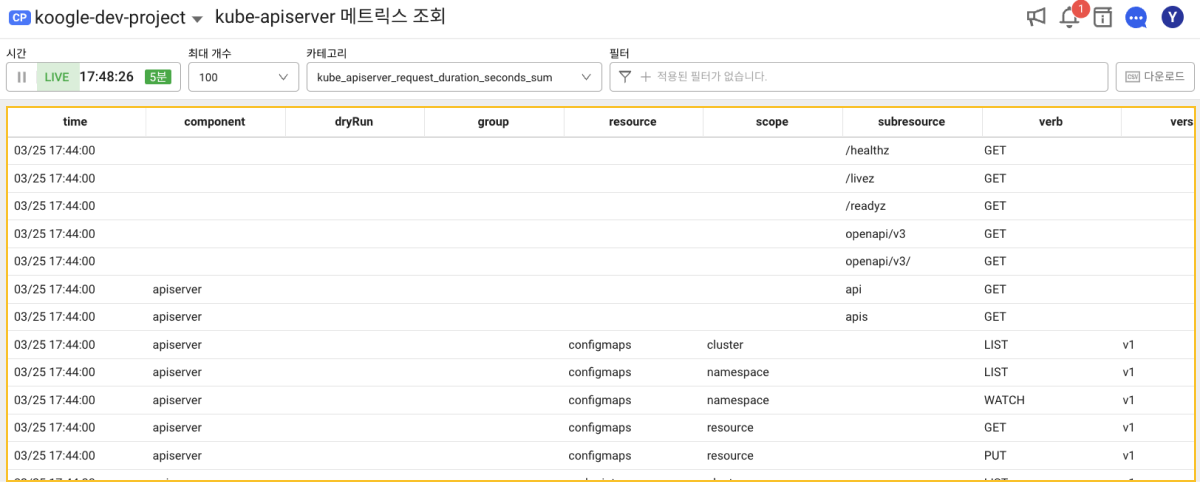 CP koogle-dev-project kube-apiserver 메트릭스 조회 1 Y
시간 최대 개수 카테고리 필터
LIVE 17:48:26 5분 100 kube_apiserver_request_duration_seconds_sum 적용된 필터가 없습니다. CSV 다운로드
time component dryRun group resource scope subresource verb vers
03/25 17:44:00 /healthz GET
03/25 17:44:00 /livez GET
03/25 17:44:00 /readyz GET
03/25 17:44:00 openapi/v3 GET
03/25 17:44:00 openapi/v3/ GET
03/25 17:44:00 apiserver api GET
03/25 17:44:00 apiserver apis GET
03/25 17:44:00 apiserver configmaps cluster LIST v1
03/25 17:44:00 apiserver configmaps namespace LIST v1
03/25 17:44:00 apiserver configmaps namespace WATCH v1
03/25 17:44:00 apiserver configmaps resource GET v1
03/25 17:44:00 apiserver configmaps resource PUT v1